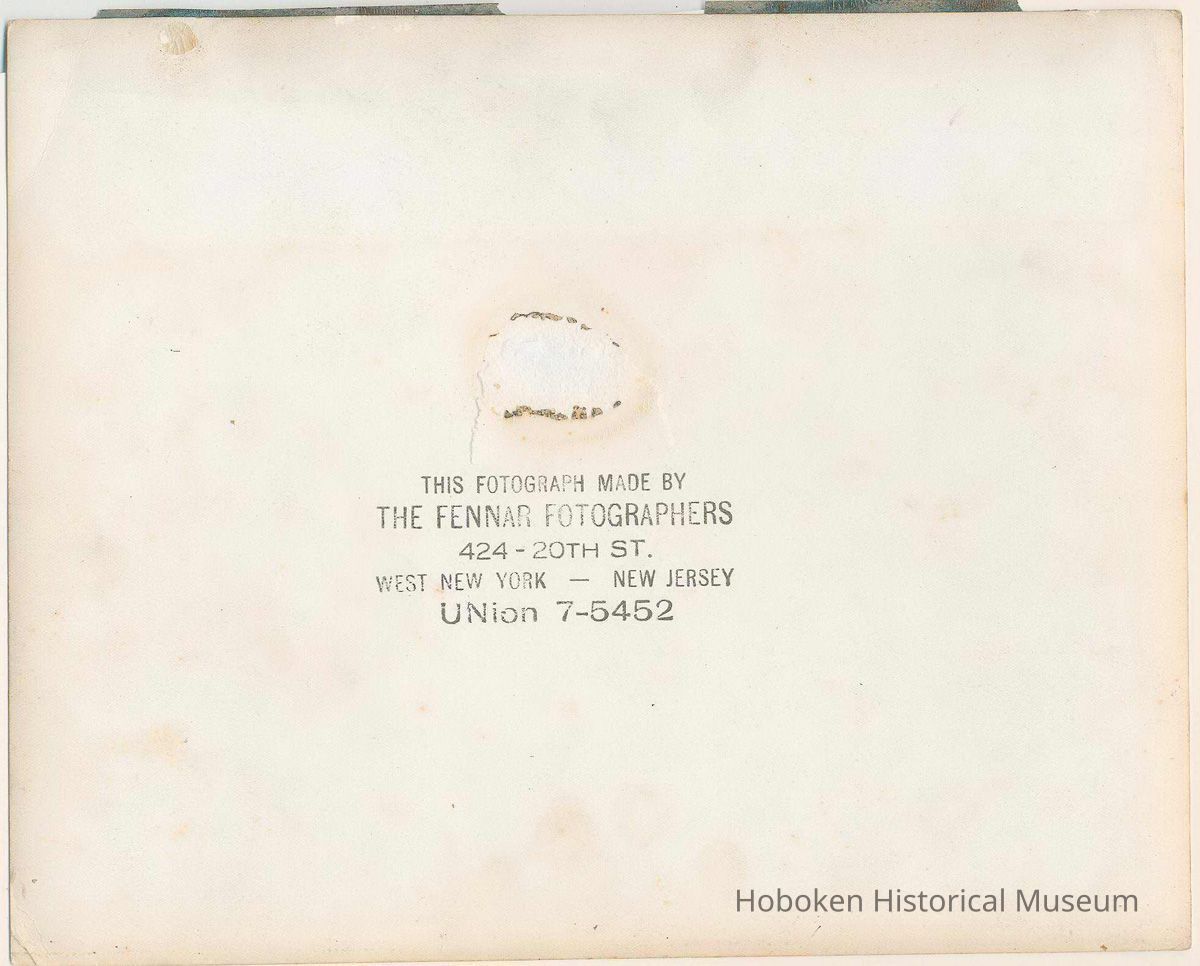 THIS FOTOGRAPH MADE BY
THE FENNAR FOTOGRAPHERS
424 - 20TH ST.
WEST NEW YORK — NEW JERSEY
UNion 7-5452
Hoboken Historical Museum